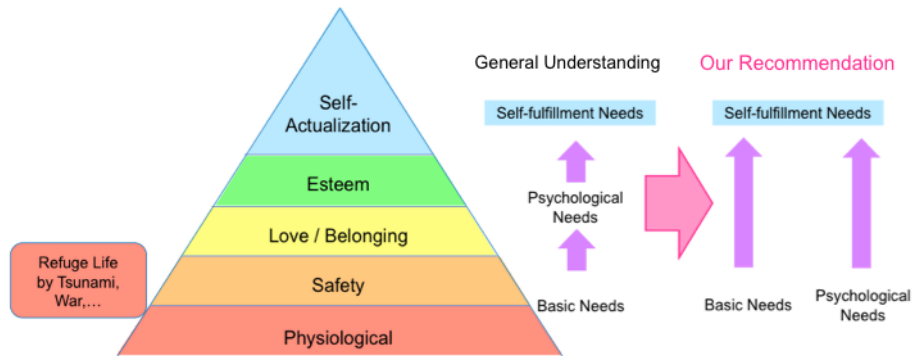 Self-
Actualization
Esteem
Love / Belonging
Safety
Physiological
Refuge Life
by Tsunami,
War,...
General Understanding
Self-fulfillment Needs
Psychological
Needs
Basic Needs
Our Recommendation
Self-fulfillment Needs
Basic Needs
Psychological
Needs